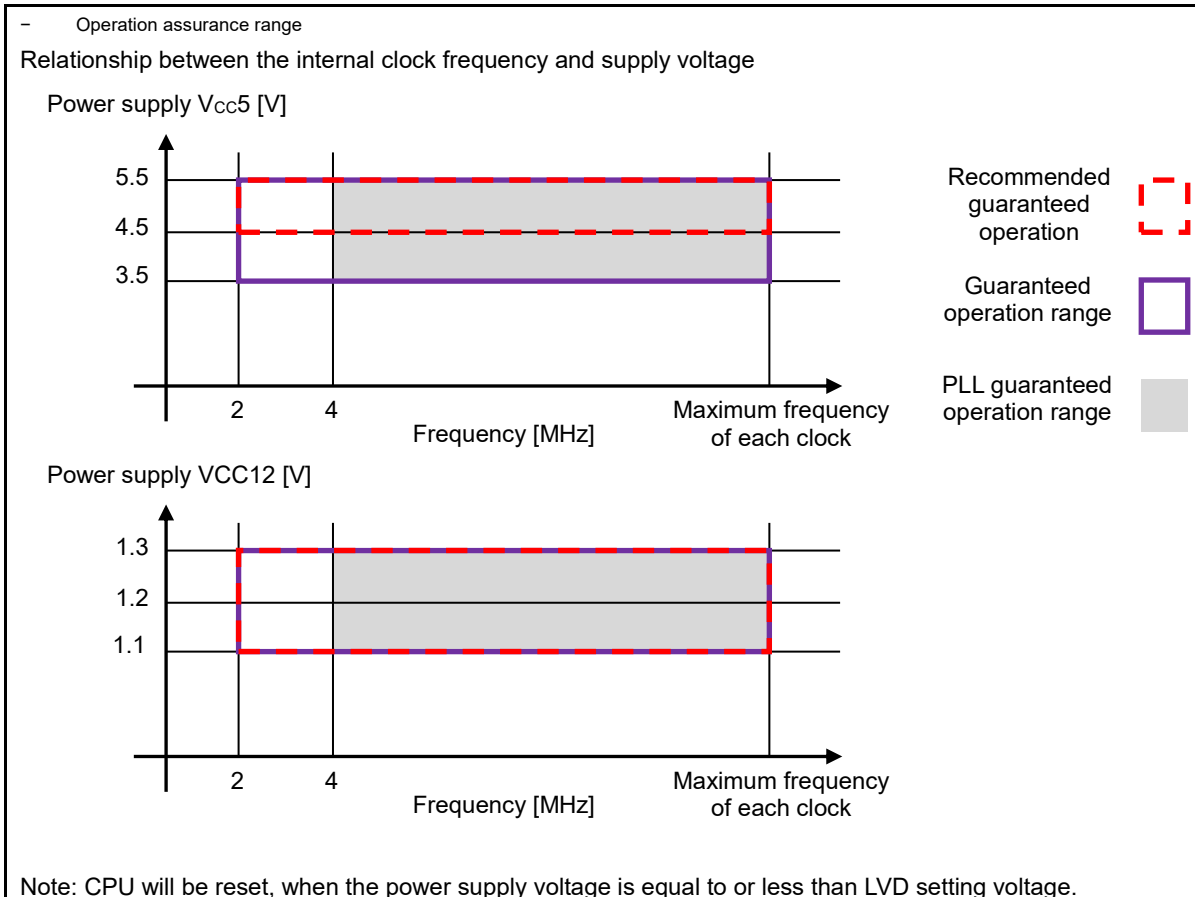 − Operation assurance range
Relationship between the internal clock frequency and supply voltage
Power supply VCC5 [V]
5.5
4.5
3.5
2
4
Maximum frequency
of each clock
Frequency [MHz]
Recommended
guaranteed
operation
Guaranteed
operation range
PLL guaranteed
operation range
Power supply VCC12 [V]
1.3
1.2
1.1
2
4
Maximum frequency
of each clock
Frequency [MHz]
Note: CPU will be reset, when the power supply voltage is equal to or less than LVD setting voltage.